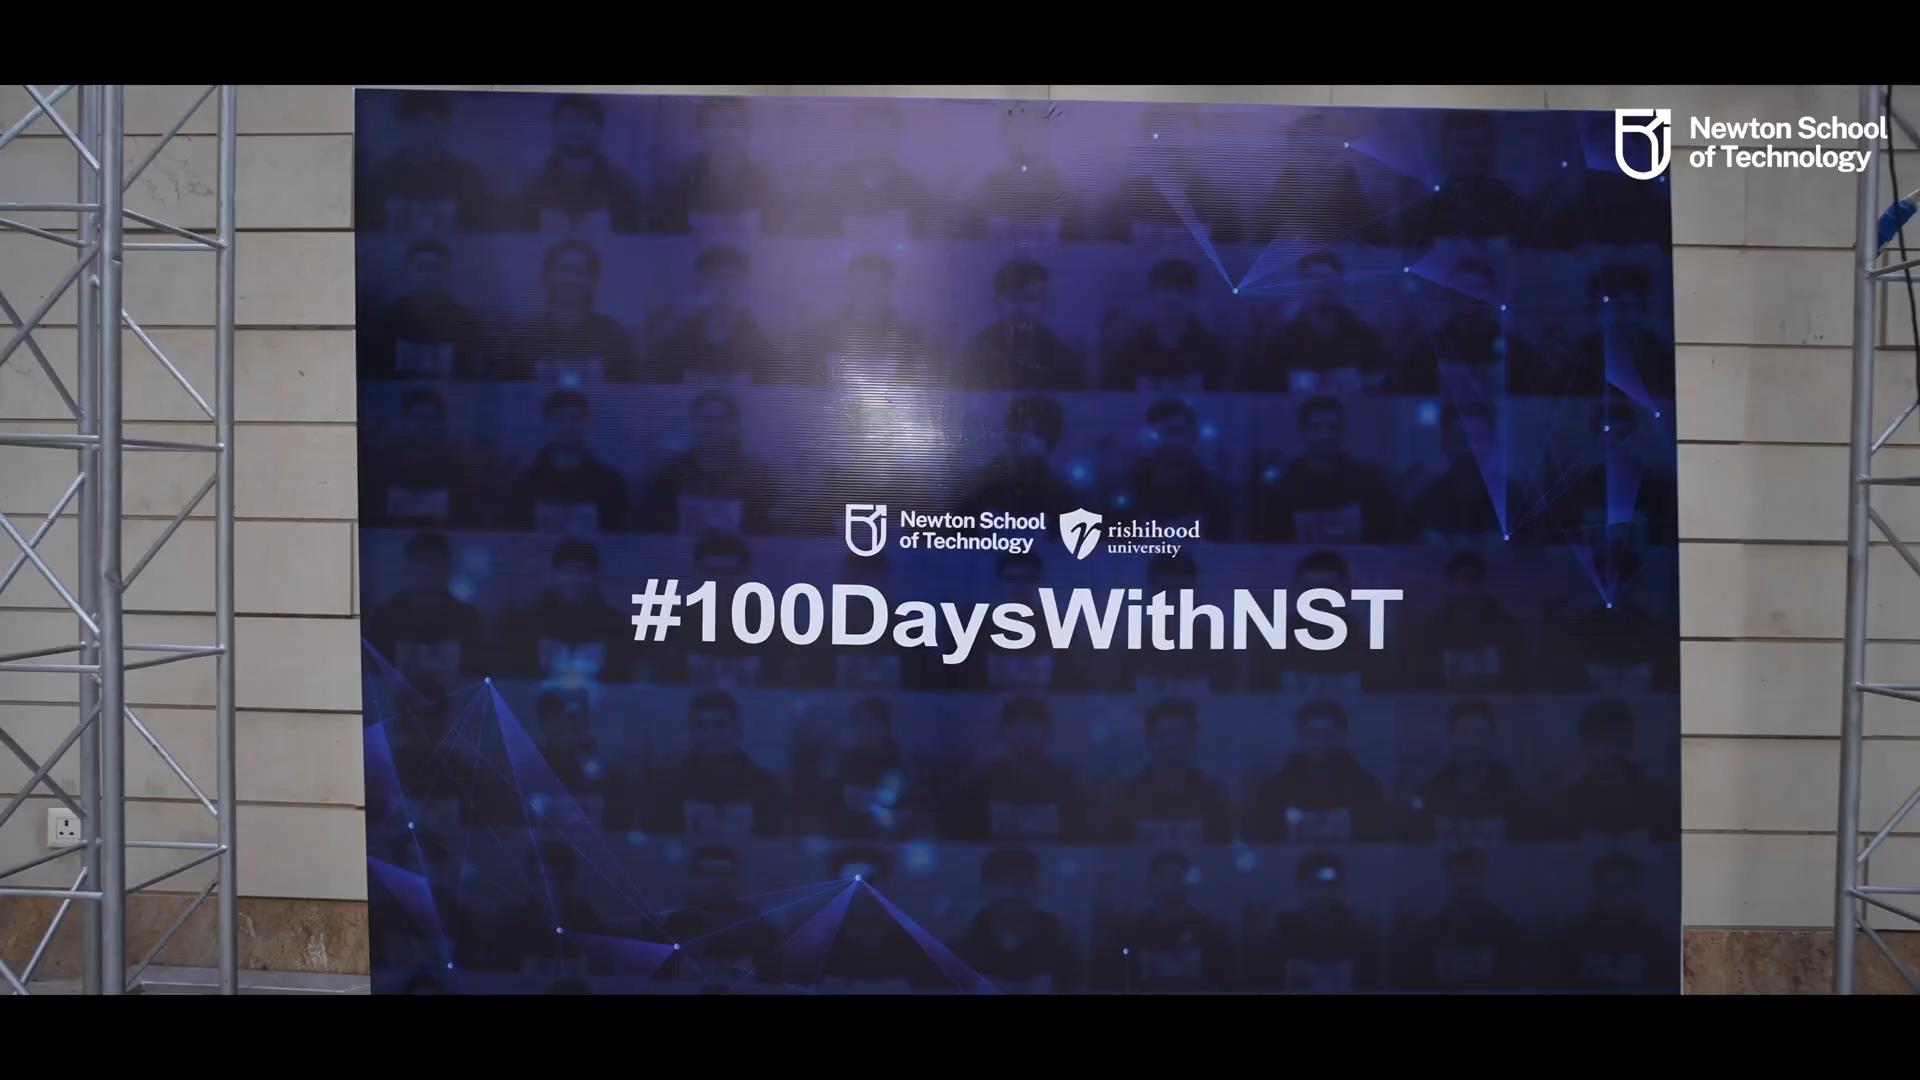 Newton School
of Technology
Newton School
of Technology
rishihood
university
#100DaysWithNST